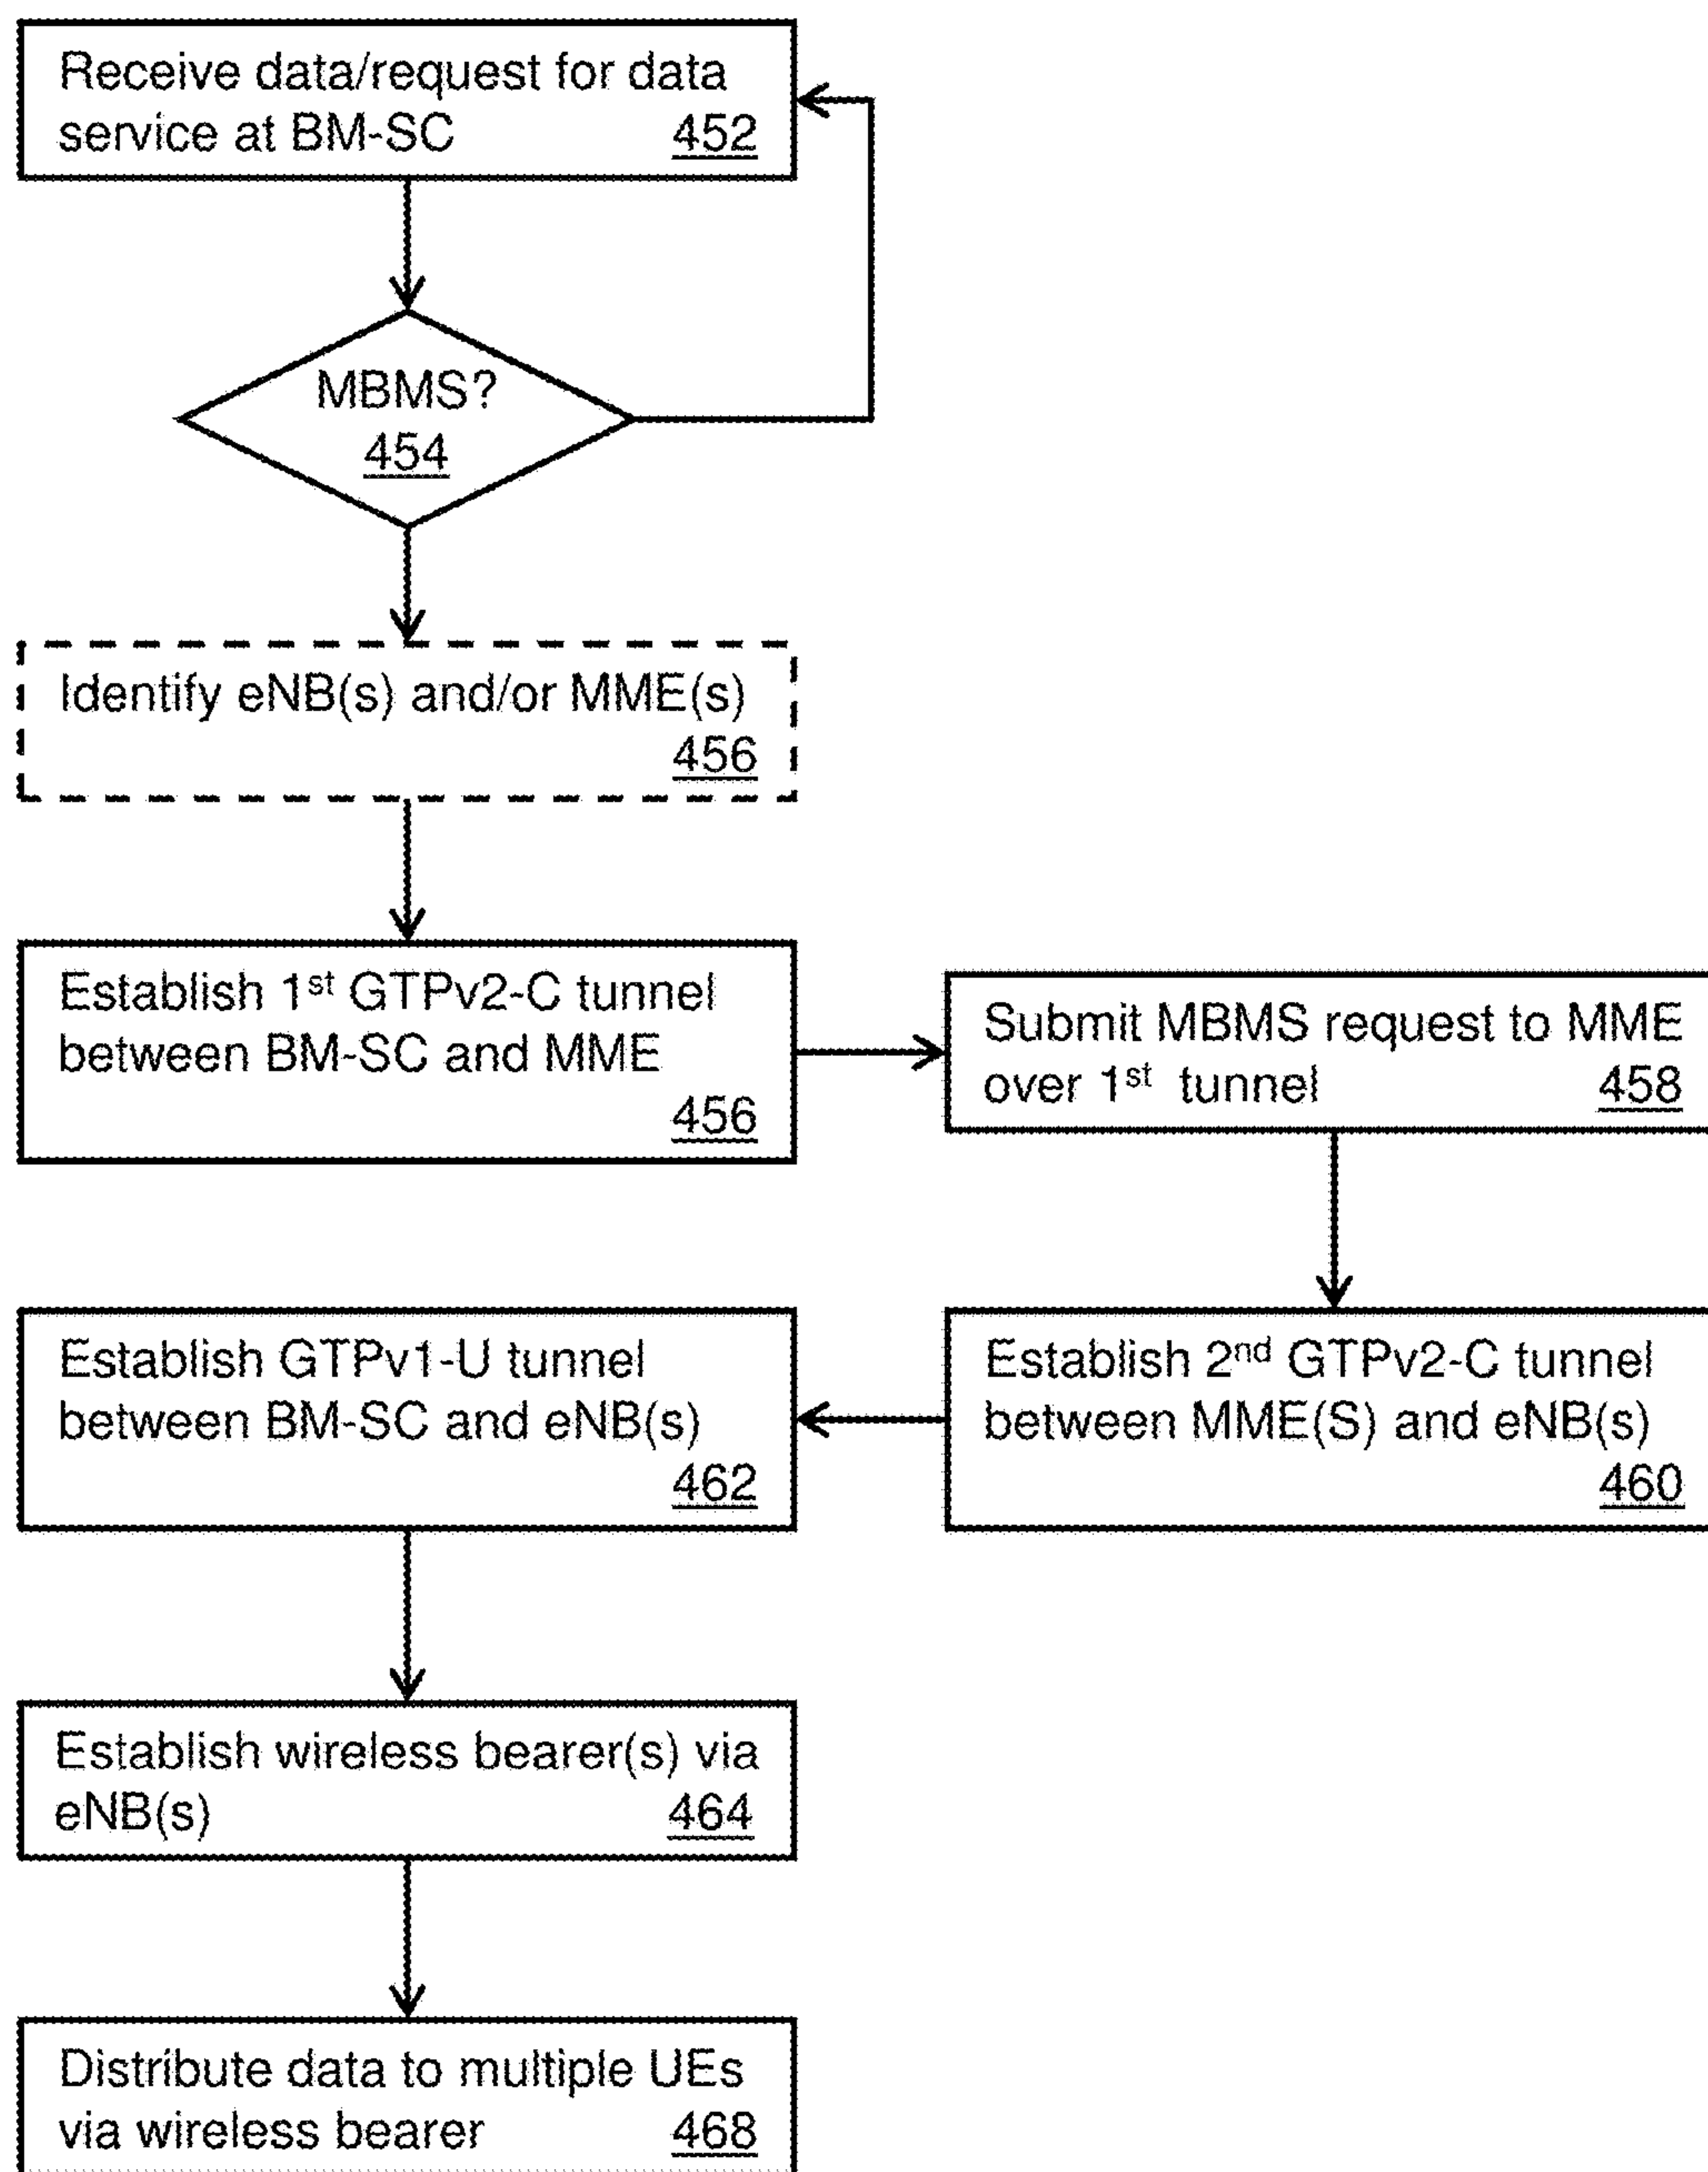 Receive data/request for data
service at BM-SC 452
MBMS?
454
Identify eNB(s) and/or MME(s)
456
Establish 1st GTPv2-C tunnel
between BM-SC and MME
456
Submit MBMS request to MME
over 1st tunnel 458
Establish 2nd GTPv2-C tunnel
between MME(S) and eNB(s)
460
Establish GTPv1-U tunnel
between BM-SC and eNB(s)
462
Establish wireless bearer(s) via
eNB(s) 464
Distribute data to multiple UEs
via wireless bearer 468